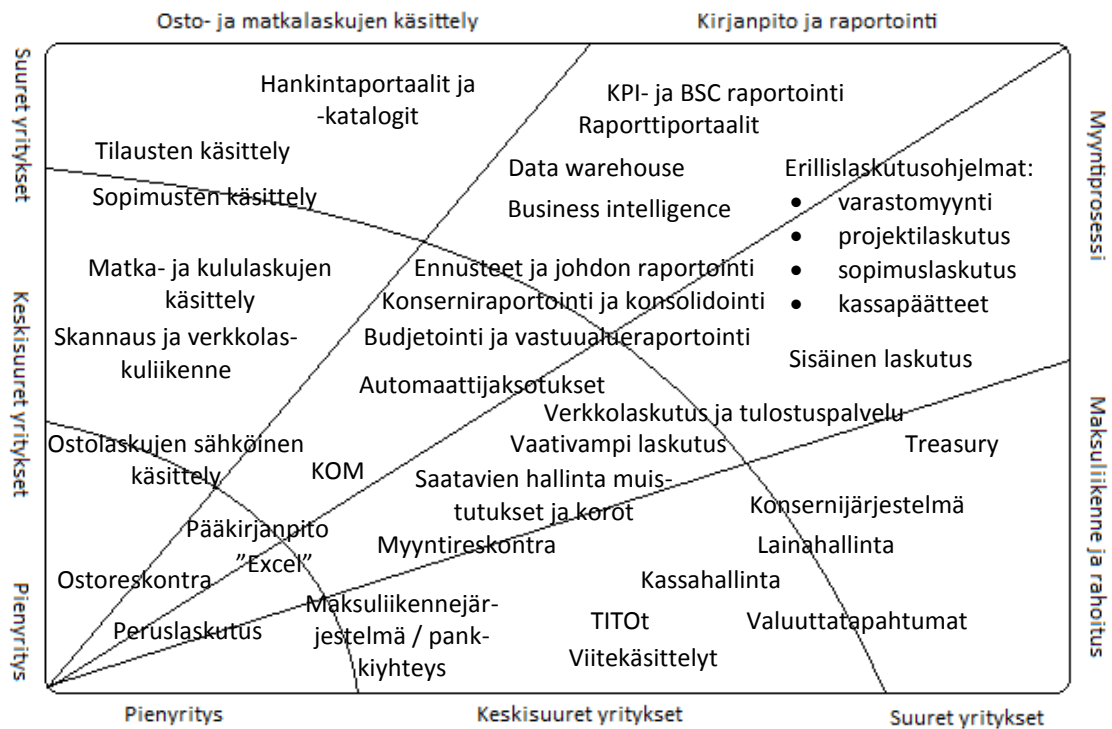 Osto- ja matkalaskujen käsittely
Kirjanpito ja raportointi
Suuret yritykset
Keskisuuret yritykset
Pienyritys
Hankintaportaalit ja
-katalogit
Tilausten käsittely
Sopimusten käsittely
Matka- ja kululaskujen
käsittely
Skannaus ja verkkolas-
kuliikenne
Ostolaskujen sähköinen
käsittely
Ostoreskontra
KPI- ja BSC raportointi
Raporttiportaalit
Data warehouse
Business intelligence
Ennusteet ja johdon raportointi
Konserniraportointi ja konsolidointi
Budjetointi ja vastuualueraportointi
Automaattijaksotukset
KOM
Pääkirjanpito
”Excel”
Erillislaskutusohjelmat:
• varastomyynti
• projektilaskutus
• sopimuslaskutus
• kassapäätteet
Sisäinen laskutus
Verkkolaskutus ja tulostuspalvelu
Vaativampi laskutus
Saatavien hallinta muis-
tutukset ja korot
Myyntireskontra
Peruslaskutus
Treasury
Konsernijärjestelmä
Lainahallinta
Kassahallinta
Maksuliikennejär-
jestelmä / pank-
kiyhteys
TITOt
Valuuttatapahtumat
Viitekäsittelyt
Myyntiprosessi
Maksuliikenne ja rahoitus
Pienyritys
Keskisuuret yritykset
Suuret yritykset